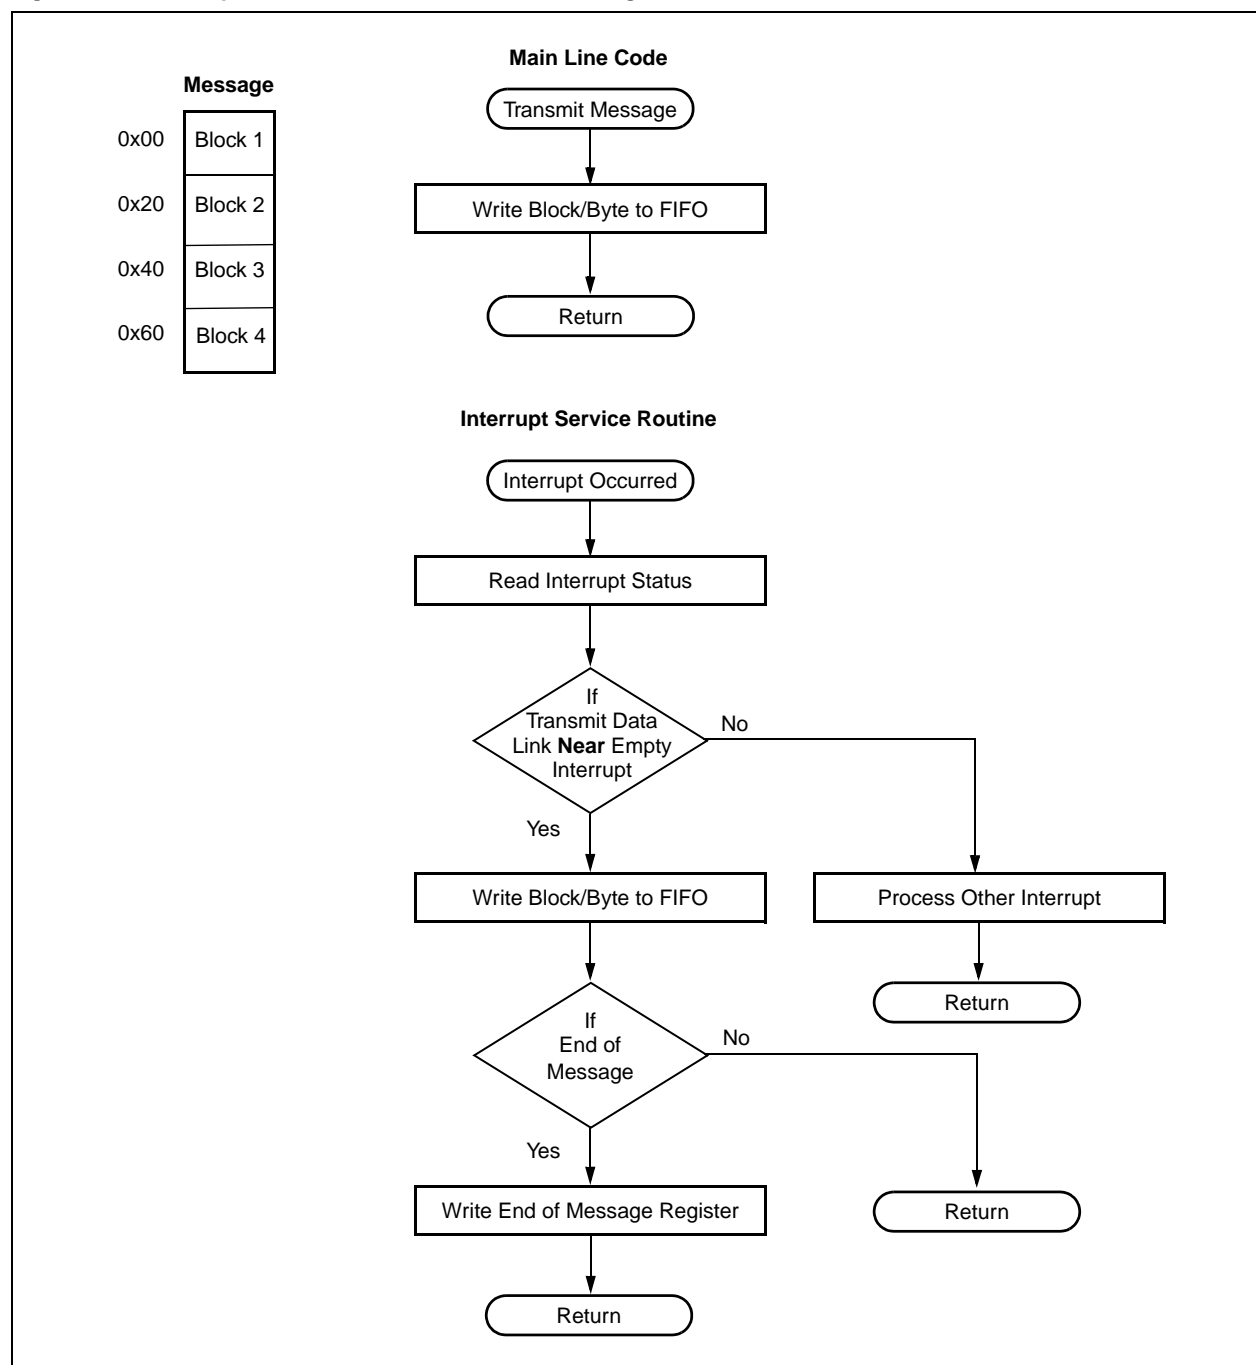 Main Line Code
Message
Transmit Message
0x00
Block 1
0x20
Block 2
Write Block/Byte to FIFO
0x40
Block 3
Return
0x60
Block 4
Interrupt Service Routine
Interrupt Occurred
Read Interrupt Status
If
Transmit Data
Link Near Empty
Interrupt
No
Yes
Write Block/Byte to FIFO
Process Other Interrupt
Return
If
End of
Message
No
Yes
Write End of Message Register
Return
Return